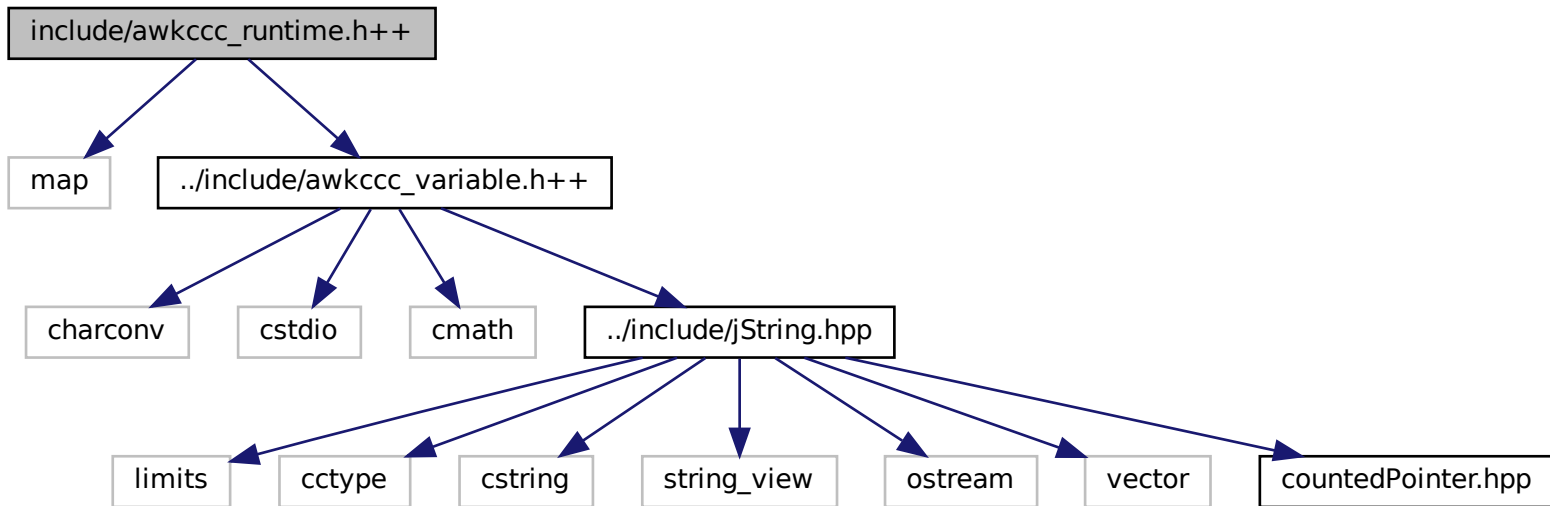 include/awkccc_runtime.h++
map
../include/awkccc_variable.h++
charconv
cstdio
cmath
../include/jString.hpp
limits
cctype
cstring
string_view
ostream
vector
countedPointer.hpp